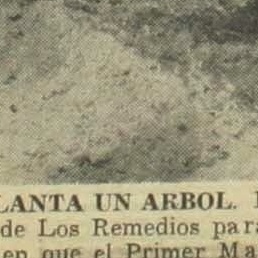 LANTA UN ARBOL.
de Los Remedios para
en que el Primer Ma